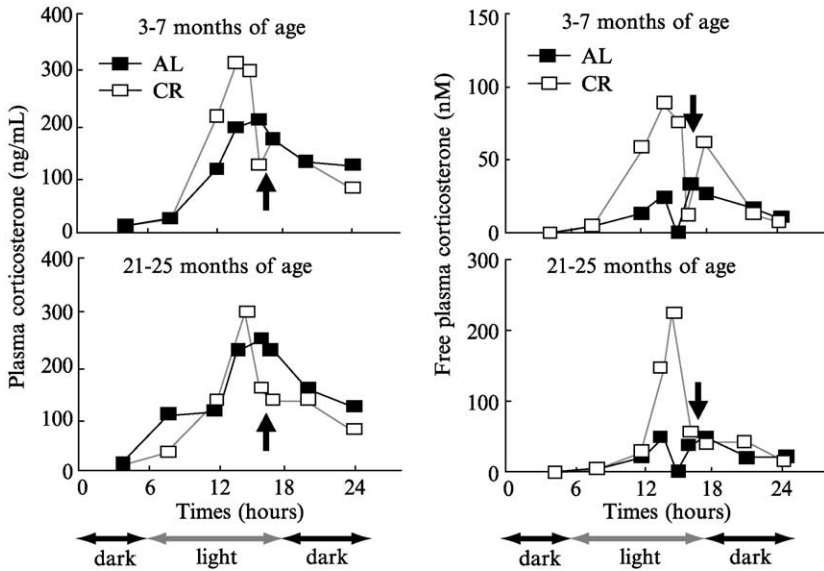 3-7 months of age
AL
CR
Plasma corticosterone (ng/mL)
400
300
200
100
0
21-25 months of age
400
300
200
100
0
0 6 12 18 24
Times (hours)
dark light dark
3-7 months of age
AL
CR
Free plasma corticosterone (nM)
150
100
50
0
21-25 months of age
300
200
100
50
0
0 6 12 18 24
Times (hours)
dark light dark